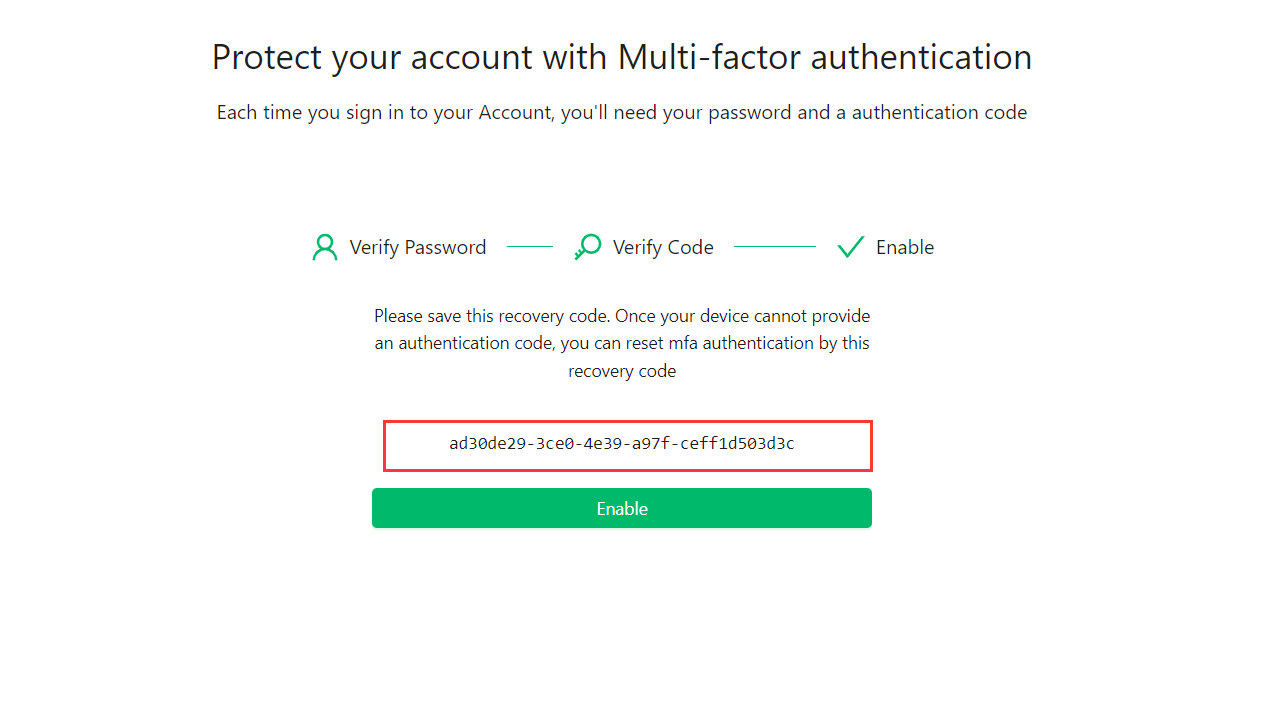 Protect your account with Multi-factor authentication
Each time you sign in to your Account, you'll need your password and a authentication code
Verify Password
Verify Code
Enable
Please save this recovery code. Once your device cannot provide
an authentication code, you can reset mfa authentication by this
recovery code
ad30de29-3ce0-4e39-a97f-ceff1d503d3c
Enable